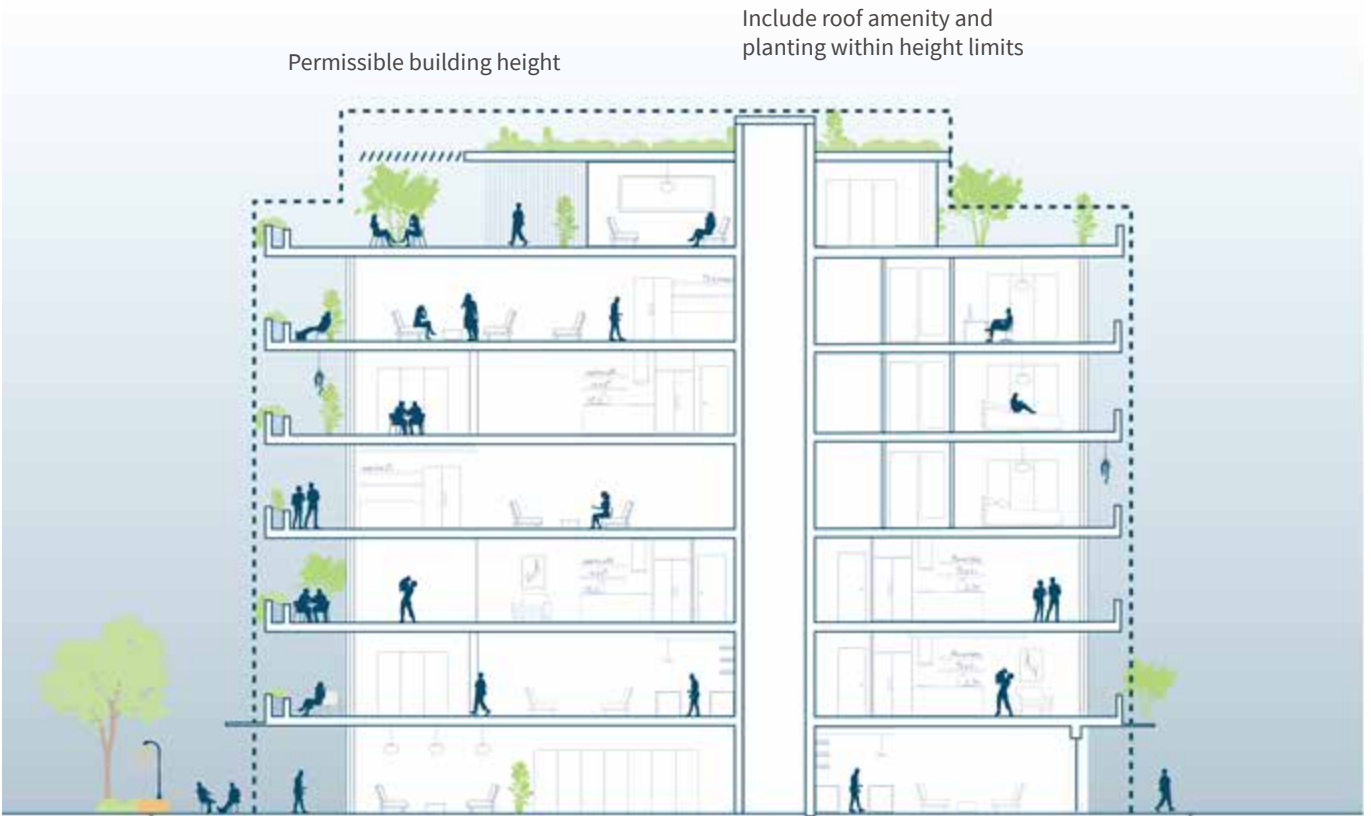 Include roof amenity and
planting within height limits
Permissible building height